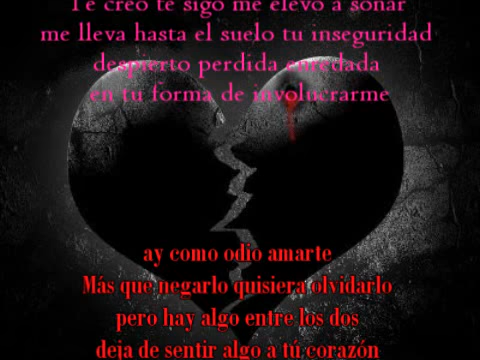 Te creo te sigo me elevo a soñar
me lleva hasta el suelo tu inseguridad
despierto perdida enredada
en tu forma de involucrarme
ay como odio amarte
Más que negarlo quisiera olvidarlo
pero hay algo entre los dos
deja de sentir algo a tú corazón